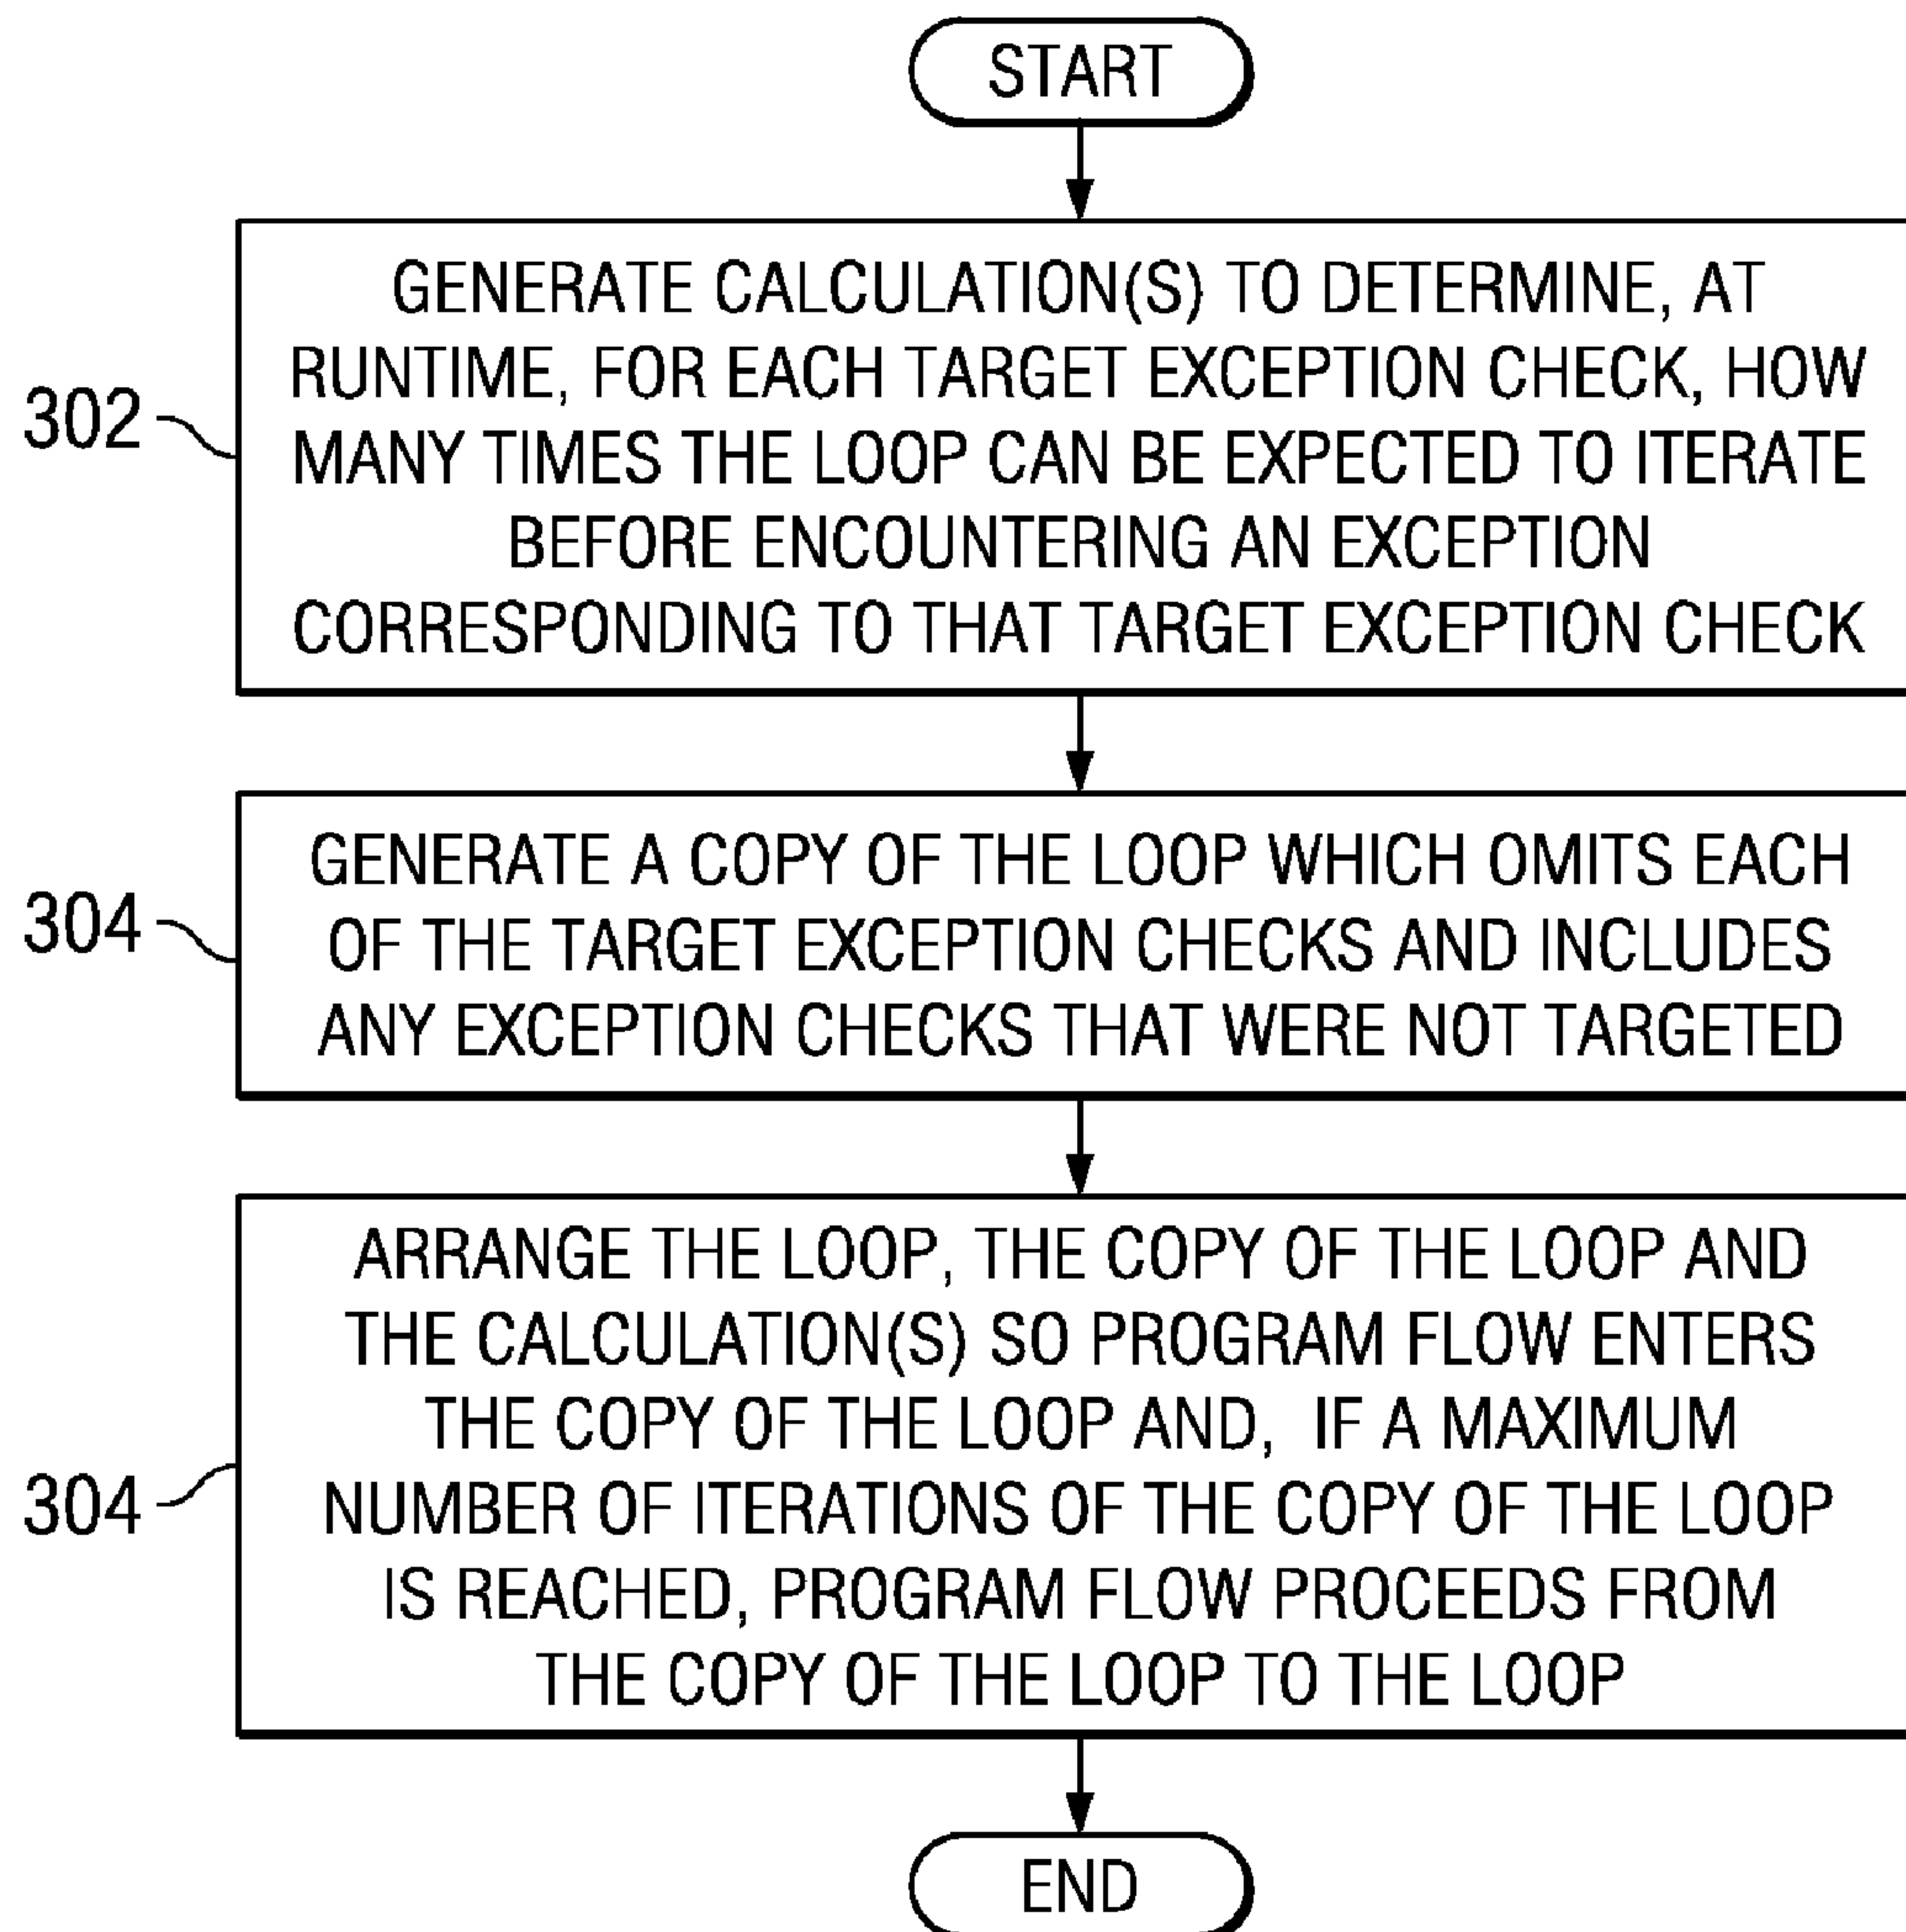 START
GENERATE CALCULATION(S) TO DETERMINE, AT
RUNTIME, FOR EACH TARGET EXCEPTION CHECK, HOW
302
MANY TIMES THE LOOP CAN BE EXPECTED TO ITERATE
BEFORE ENCOUNTERING AN EXCEPTION
CORRESPONDING TO THAT TARGET EXCEPTION CHECK
GENERATE A COPY OF THE LOOP WHICH OMITS EACH
304
OF THE TARGET EXCEPTION CHECKS AND INCLUDES
ANY EXCEPTION CHECKS THAT WERE NOT TARGETED
ARRANGE THE LOOP, THE COPY OF THE LOOP AND
THE CALCULATION(S) SO PROGRAM FLOW ENTERS
THE COPY OF THE LOOP AND, IF A MAXIMUM
304
NUMBER OF ITERATIONS OF THE COPY OF THE LOOP
IS REACHED, PROGRAM FLOW PROCEEDS FROM
THE COPY OF THE LOOP TO THE LOOP
END